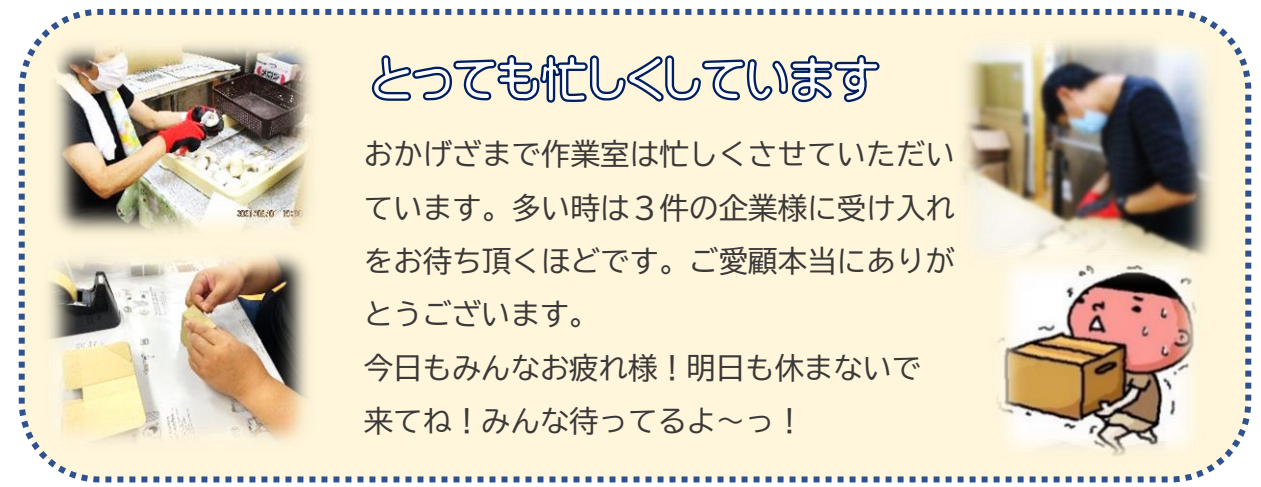 とっても忙しくしています
おかげざまで作業室は忙しくさせていただい
ています。多い時は３件の企業様に受け入れ
をお待ち頂くほどです。ご愛顧本当にありが
とうございます。
今日もみんなお疲れ様！明日も休まないで
来てね！みんな待ってるよ～っ！